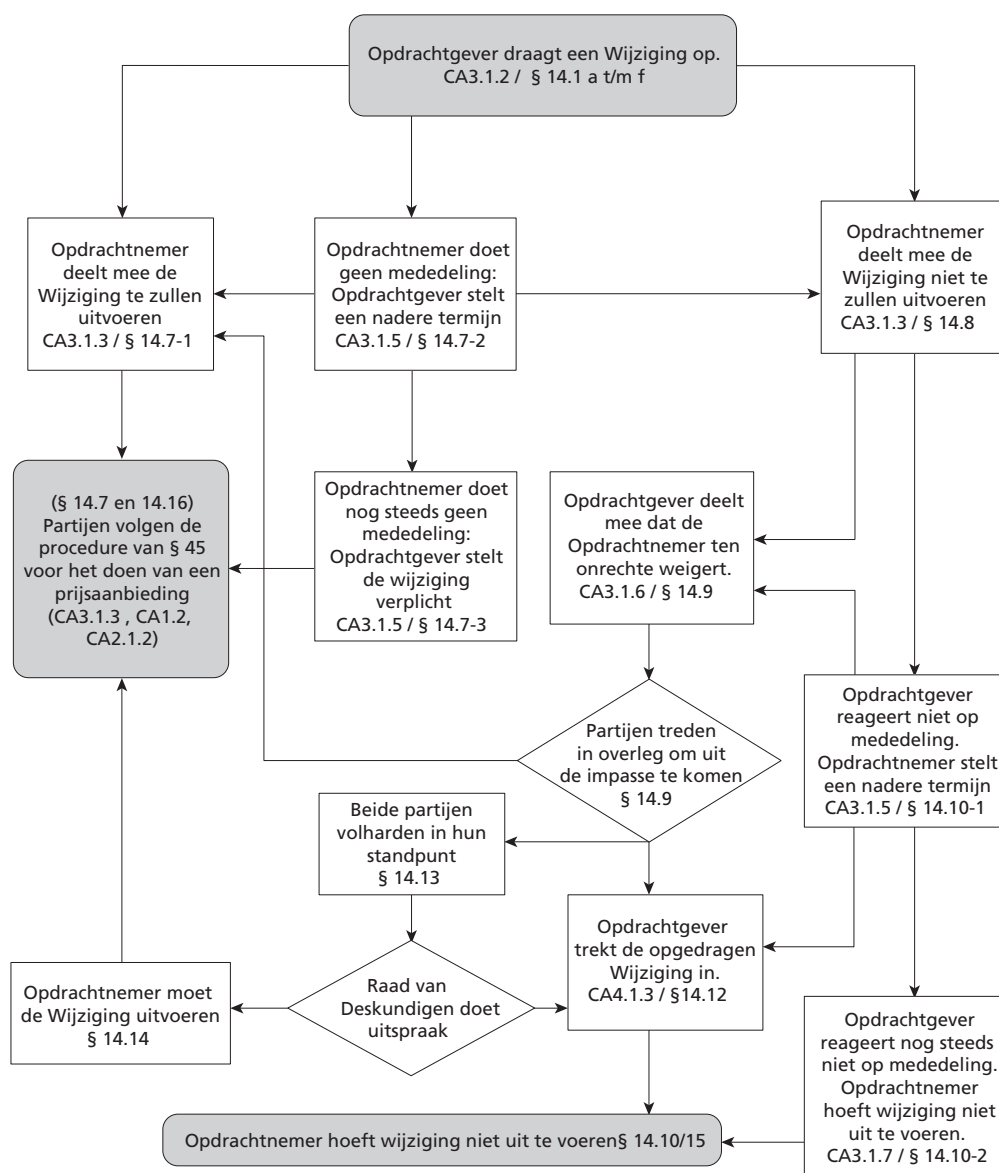 Opdrachtgever draagt een Wijziging op.
CA3.1.2 / § 14.1 a t/m f
Opdrachtnemer
deelt mee de
Wijziging te zullen
uitvoeren
CA3.1.3 / § 14.7-1
Opdrachtnemer doet
geen mededeling:
Opdrachtgever stelt
een nadere termijn
CA3.1.5 / § 14.7-2
Opdrachtnemer
deelt mee de
Wijziging niet te
zullen uitvoeren
CA3.1.3 / § 14.8
(§ 14.7 en 14.16)
Partijen volgen de
procedure van § 45
voor het doen van een
prijsaanbieding
(CA3.1.3 , CA1.2,
CA2.1.2)
Opdrachtnemer doet
nog steeds geen
mededeling:
Opdrachtgever stelt
de wijziging
verplicht
CA3.1.5 / § 14.7-3
Opdrachtgever deelt
mee dat de
Opdrachtnemer ten
onrechte weigert.
CA3.1.6 / § 14.9
Partijen treden
in overleg om uit
de impasse te komen
§ 14.9
Opdrachtgever
reageert niet op
mededeling.
Opdrachtnemer stelt
een nadere termijn
CA3.1.5 / § 14.10-1
Beide partijen
volharden in hun
standpunt
§ 14.13
Opdrachtgever
trekt de opgedragen
Wijziging in.
CA4.1.3 / §14.12
Raad van
Deskundigen doet
uitspraak
Opdrachtnemer moet
de Wijziging uitvoeren
§ 14.14
Opdrachtgever
reageert nog steeds
niet op mededeling.
Opdrachtnemer
hoeft wijziging niet
uit te voeren.
CA3.1.7 / § 14.10-2
Opdrachtnemer hoeft wijziging niet uit te voeren§ 14.10/15